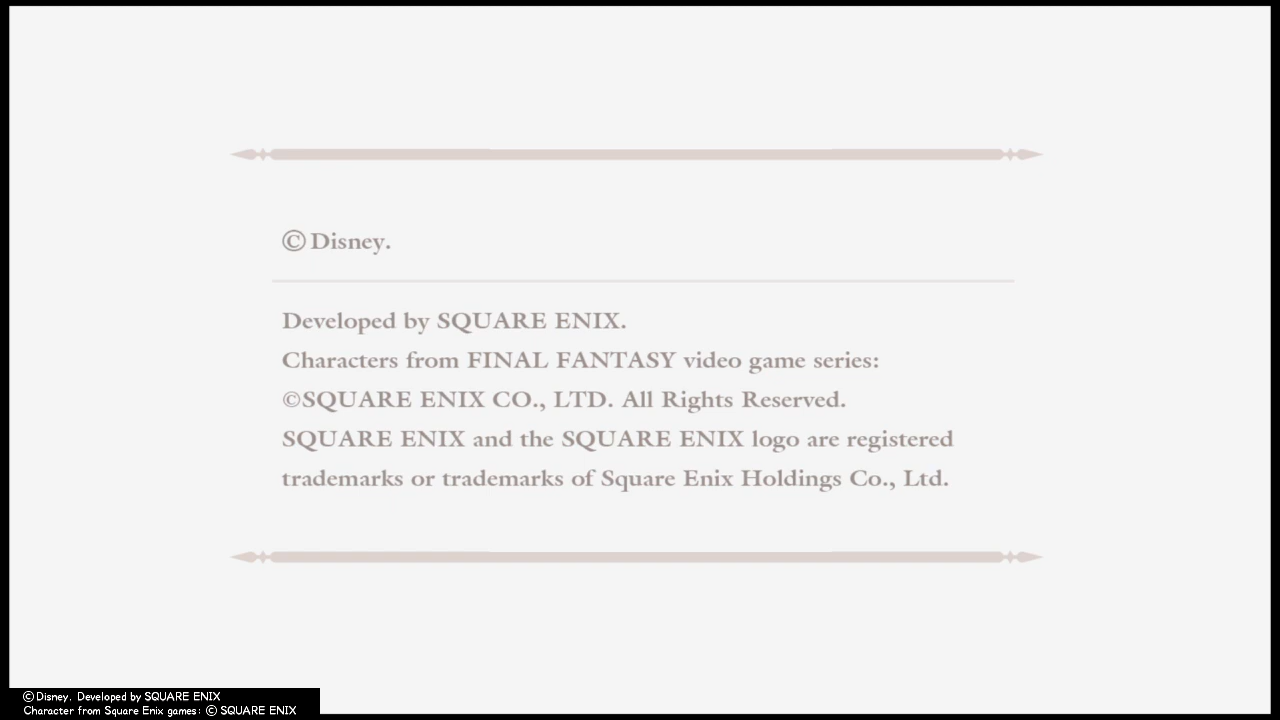 © Disney.
Developed by SQUARE ENIX.
Characters from FINAL FANTASY video game series:
©SQUARE ENIX CO., LTD. All Rights Reserved.
SQUARE ENIX and the SQUARE ENIX logo are registered
trademarks or trademarks of Square Enix Holdings Co., Ltd.
© Disney. Developed by SQUARE ENIX
Character from Square Enix games: © SQUARE ENIX